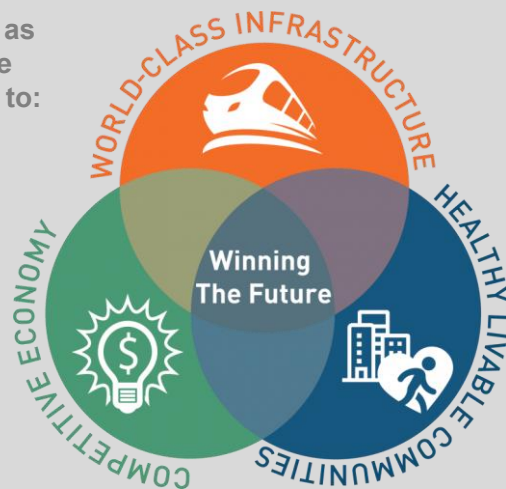 as
e
to:
WORLD-CLASS INFRASTRUCTURE
Winning
The Future
$
COMPETITIVE ECONOMY
HEALTHY LIVABLE COMMUNITIES